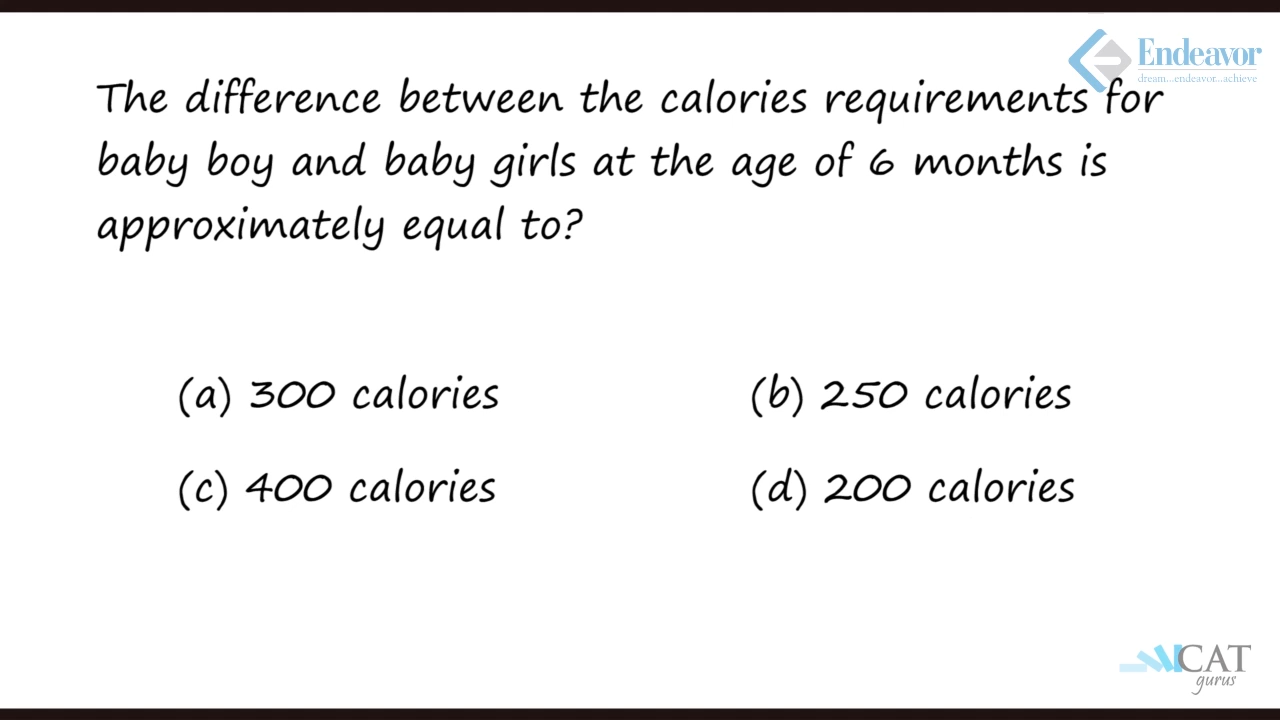 Endeavor
dream...endeavor...achieve
The difference between the calories requirements for
baby boy and baby girls at the age of 6 months is
approximately equal to?
(a) 300 calories
(b) 250 calories
(c) 400 calories
(d) 200 calories
CAT
gurus